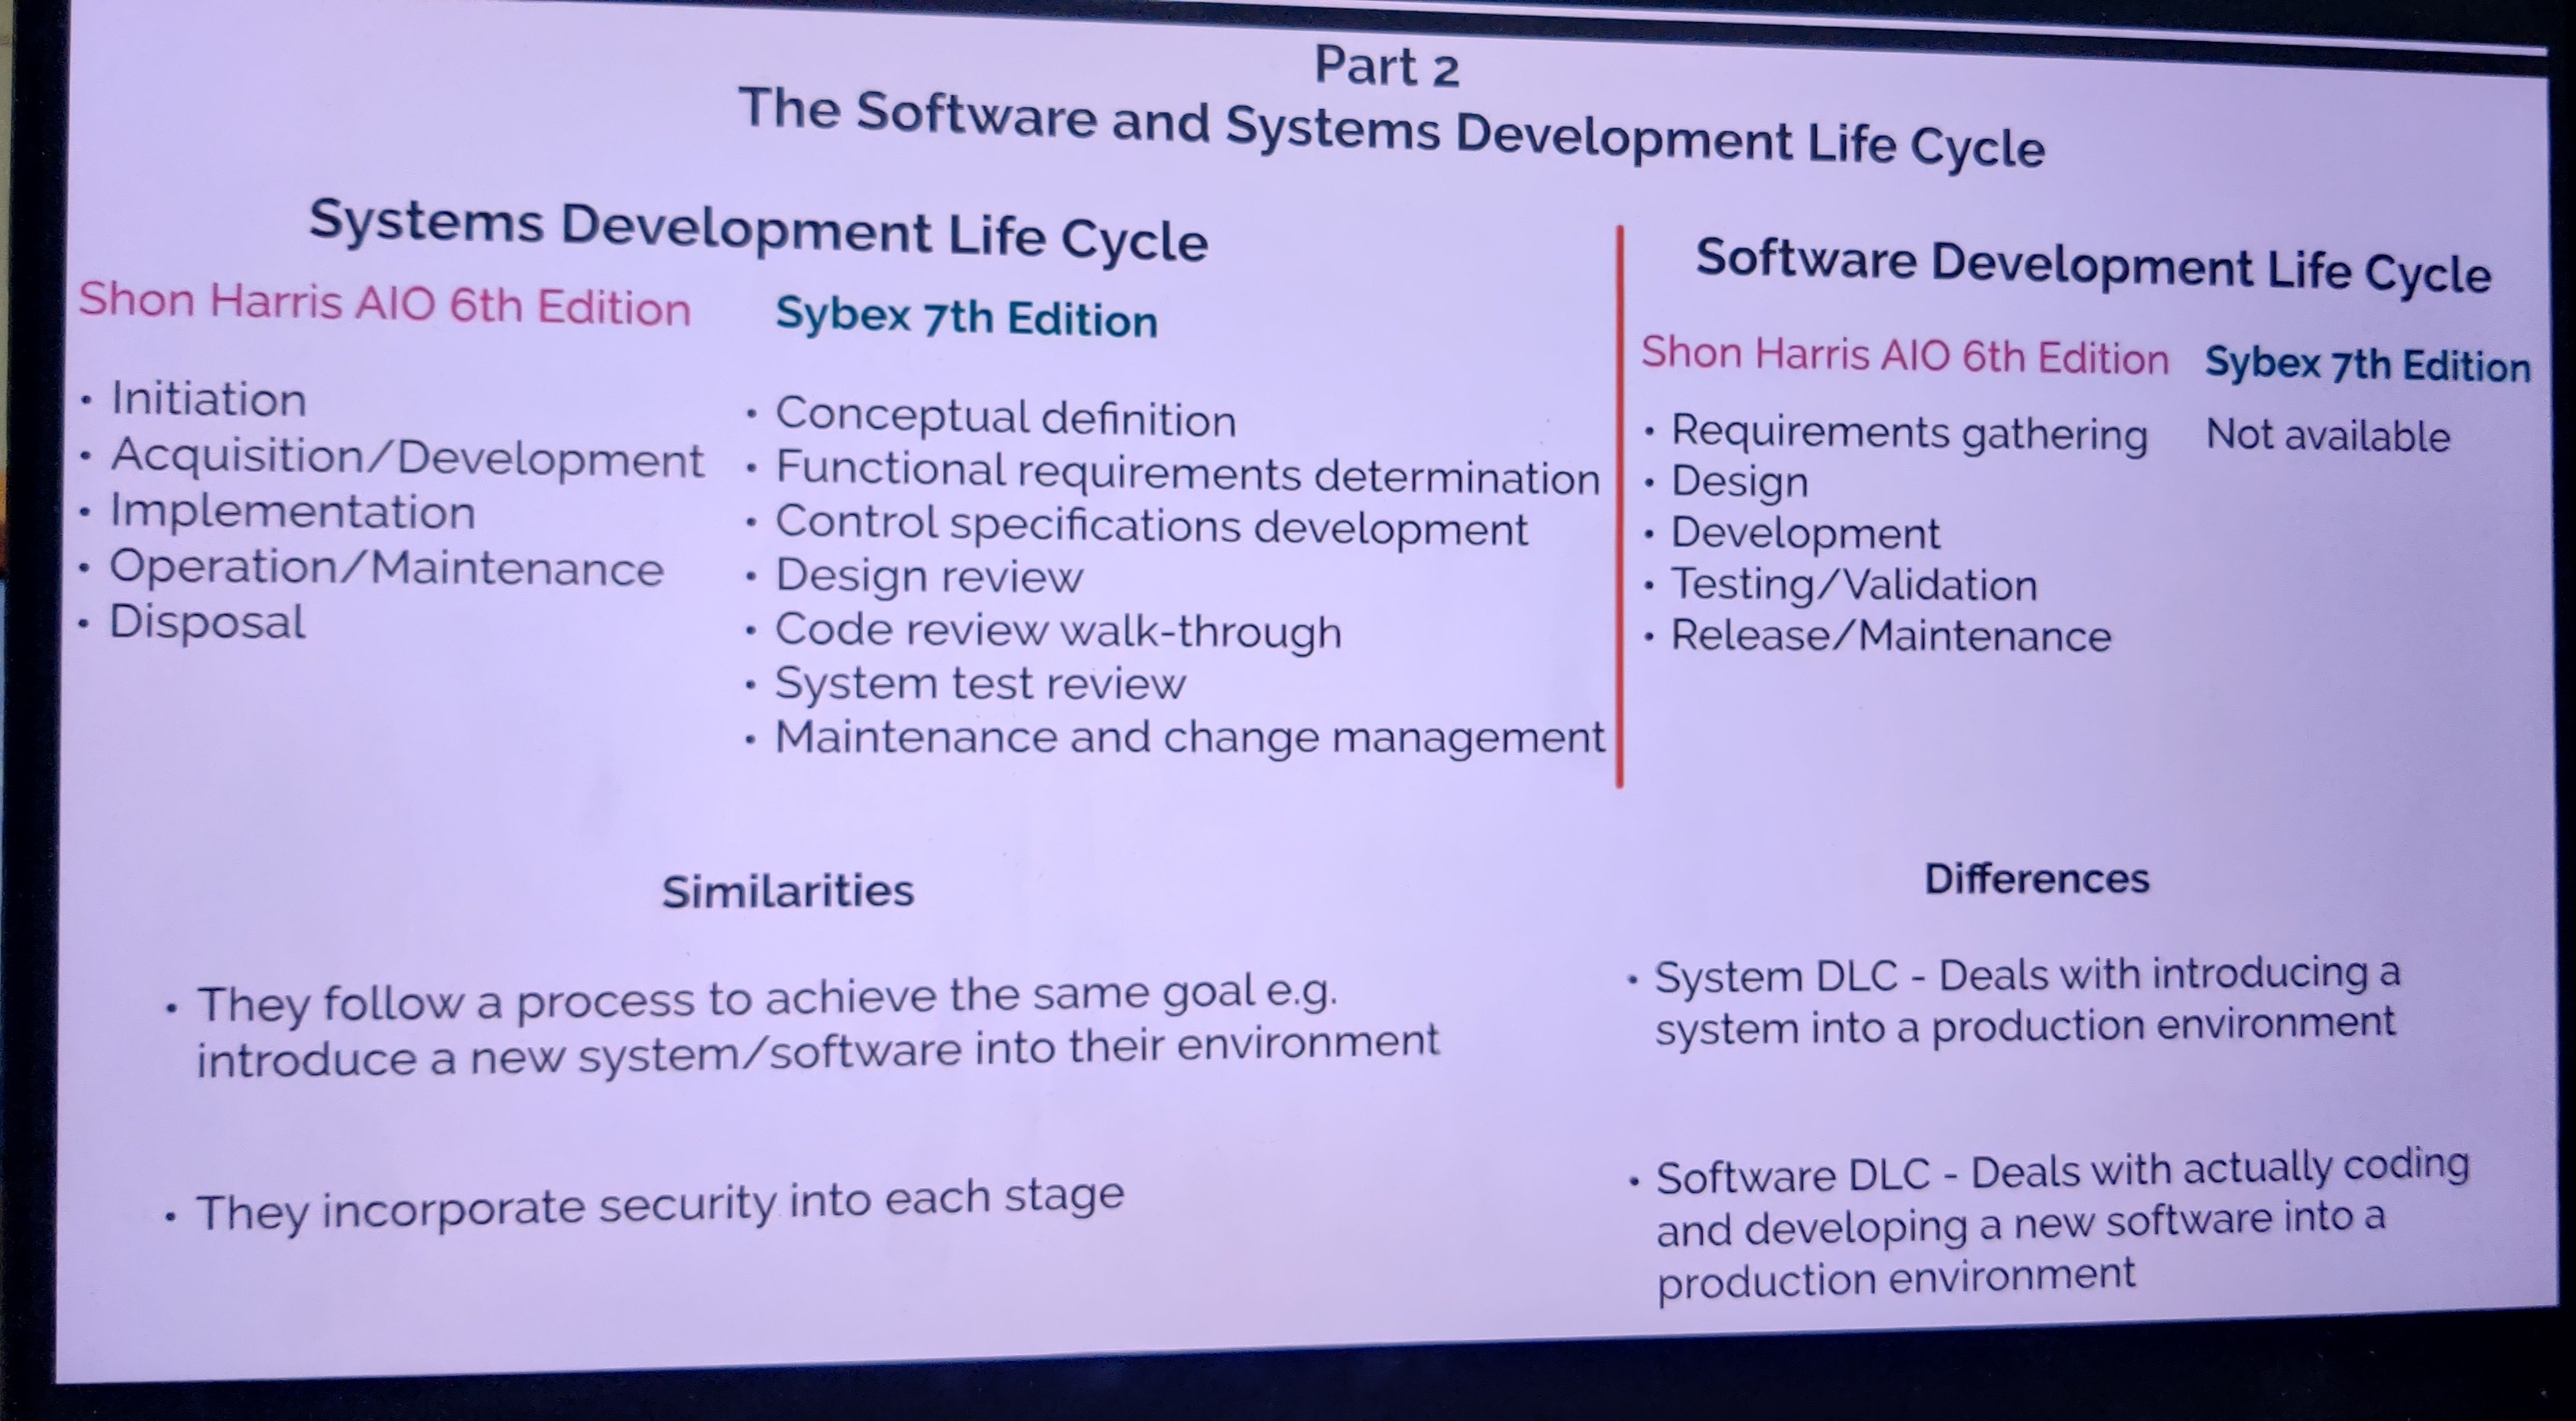 Part 2
The Software and Systems Development Life Cycle
Systems Development Life Cycle
Shon Harris AIO 6th Edition
• Initiation
• Acquisition/Development
• Implementation
• Operation/Maintenance
• Disposal
Sybex 7th Edition
• Conceptual definition
• Functional requirements determination
• Control specifications development
• Design review
• Code review walk-through
• System test review
• Maintenance and change management
Software Development Life Cycle
Shon Harris AIO 6th Edition
• Requirements gathering
• Design
• Development
• Testing/Validation
• Release/Maintenance
Sybex 7th Edition
Not available
Similarities
• They follow a process to achieve the same goal e.g.
introduce a new system/software into their environment
• They incorporate security into each stage
Differences
• System DLC - Deals with introducing a
system into a production environment
• Software DLC - Deals with actually coding
and developing a new software into a
production environment